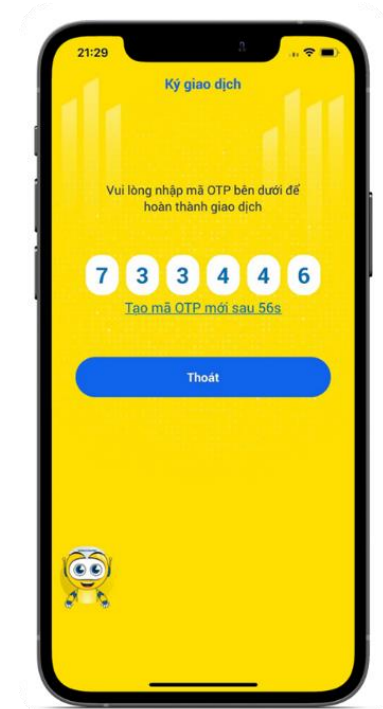 21:29
Ký giao dịch
Vui lòng nhập mã OTP bên dưới để
hoàn thành giao dịch
7 3 3 4 4 6
Tạo mã OTP mới sau 56s
Thoát